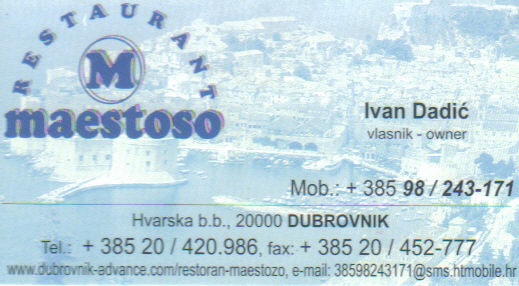 RESTAURANT
M
maestoso
Ivan Dadić
vlasnik - owner
Mob.: + 385 98 / 243-171
Hvarska b.b., 20000 DUBROVNIK
Tel.: + 385 20 / 420.986, fax: + 385 20 / 452-777
www.dubrovnik-advance.com/restoran-maestozo, e-mail: 38598243171@sms.htmobile.hr